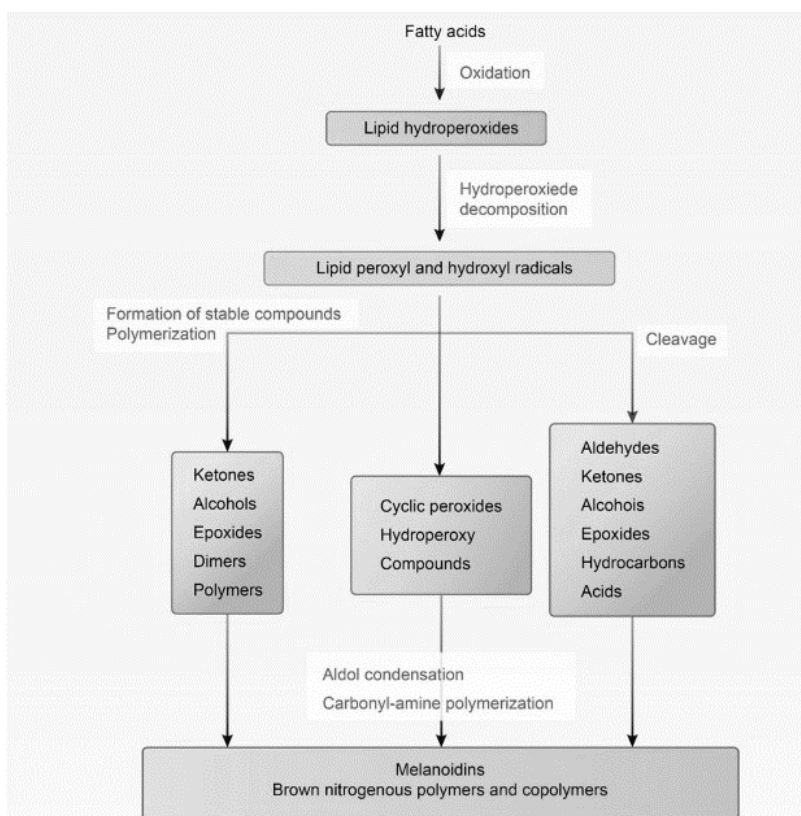 Fatty acids
Oxidation
Lipid hydroperoxides
Hydroperoxiede
decomposition
Lipid peroxyl and hydroxyl radicals
Formation of stable compounds
Polymerization
Cleavage
Ketones
Alcohols
Epoxides
Dimers
Polymers
Cyclic peroxides
Hydroperoxy
Compounds
Aldehydes
Ketones
Alcohois
Epoxides
Hydrocarbons
Acids
Aldol condensation
Carbonyl-amine polymerization
Melanoidins
Brown nitrogenous polymers and copolymers